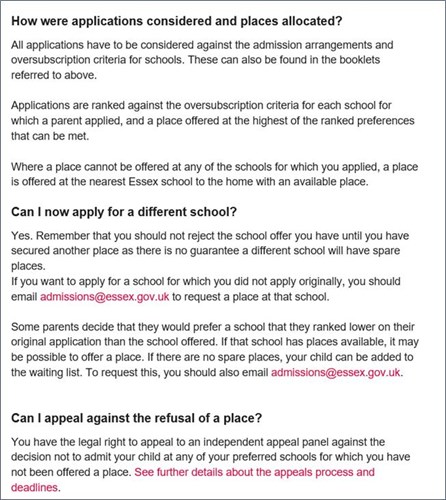 How were applications considered and places allocated?
All applications have to be considered against the admission arrangements and
oversubscription criteria for schools. These can also be found in the booklets
referred to above.
Applications are ranked against the oversubscription criteria for each school for
which a parent applied, and a place offered at the highest of the ranked preferences
that can be met.
Where a place cannot be offered at any of the schools for which you applied, a place
is offered at the nearest Essex school to the home with an available place.
Can I now apply for a different school?
Yes. Remember that you should not reject the school offer you have until you have
secured another place as there is no guarantee a different school will have spare
places.
If you want to apply for a school for which you did not apply originally, you should
email admissions@essex.gov.uk to request a place at that school.
Some parents decide that they would prefer a school that they ranked lower on their
original application than the school offered. If that school has places available, it may
be possible to offer a place. If there are no spare places, your child can be added to
the waiting list. To request this, you should also email admissions@essex.gov.uk.
Can I appeal against the refusal of a place?
You have the legal right to appeal to an independent appeal panel against the
decision not to admit your child at any of your preferred schools for which you have
not been offered a place. See further details about the appeals process and
deadlines.